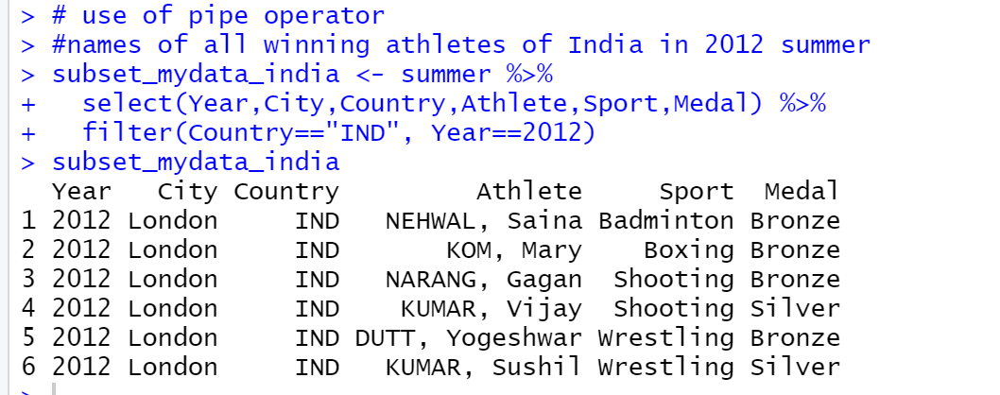 > # use of pipe operator
> #names of all winning athletes of India in 2012 summer
> subset_mydata_india <- summer %>%
+   select(Year,City,Country,Athlete,Sport,Medal) %>%
+   filter(Country=="IND", Year==2012)
> subset_mydata_india
  Year   City Country         Athlete     Sport  Medal
1 2012 London     IND   NEHWAL, Saina Badminton Bronze
2 2012 London     IND       KOM, Mary    Boxing Bronze
3 2012 London     IND   NARANG, Gagan  Shooting Bronze
4 2012 London     IND    KUMAR, Vijay  Shooting Silver
5 2012 London     IND DUTT, Yogeshwar Wrestling Bronze
6 2012 London     IND   KUMAR, Sushil Wrestling Silver
>